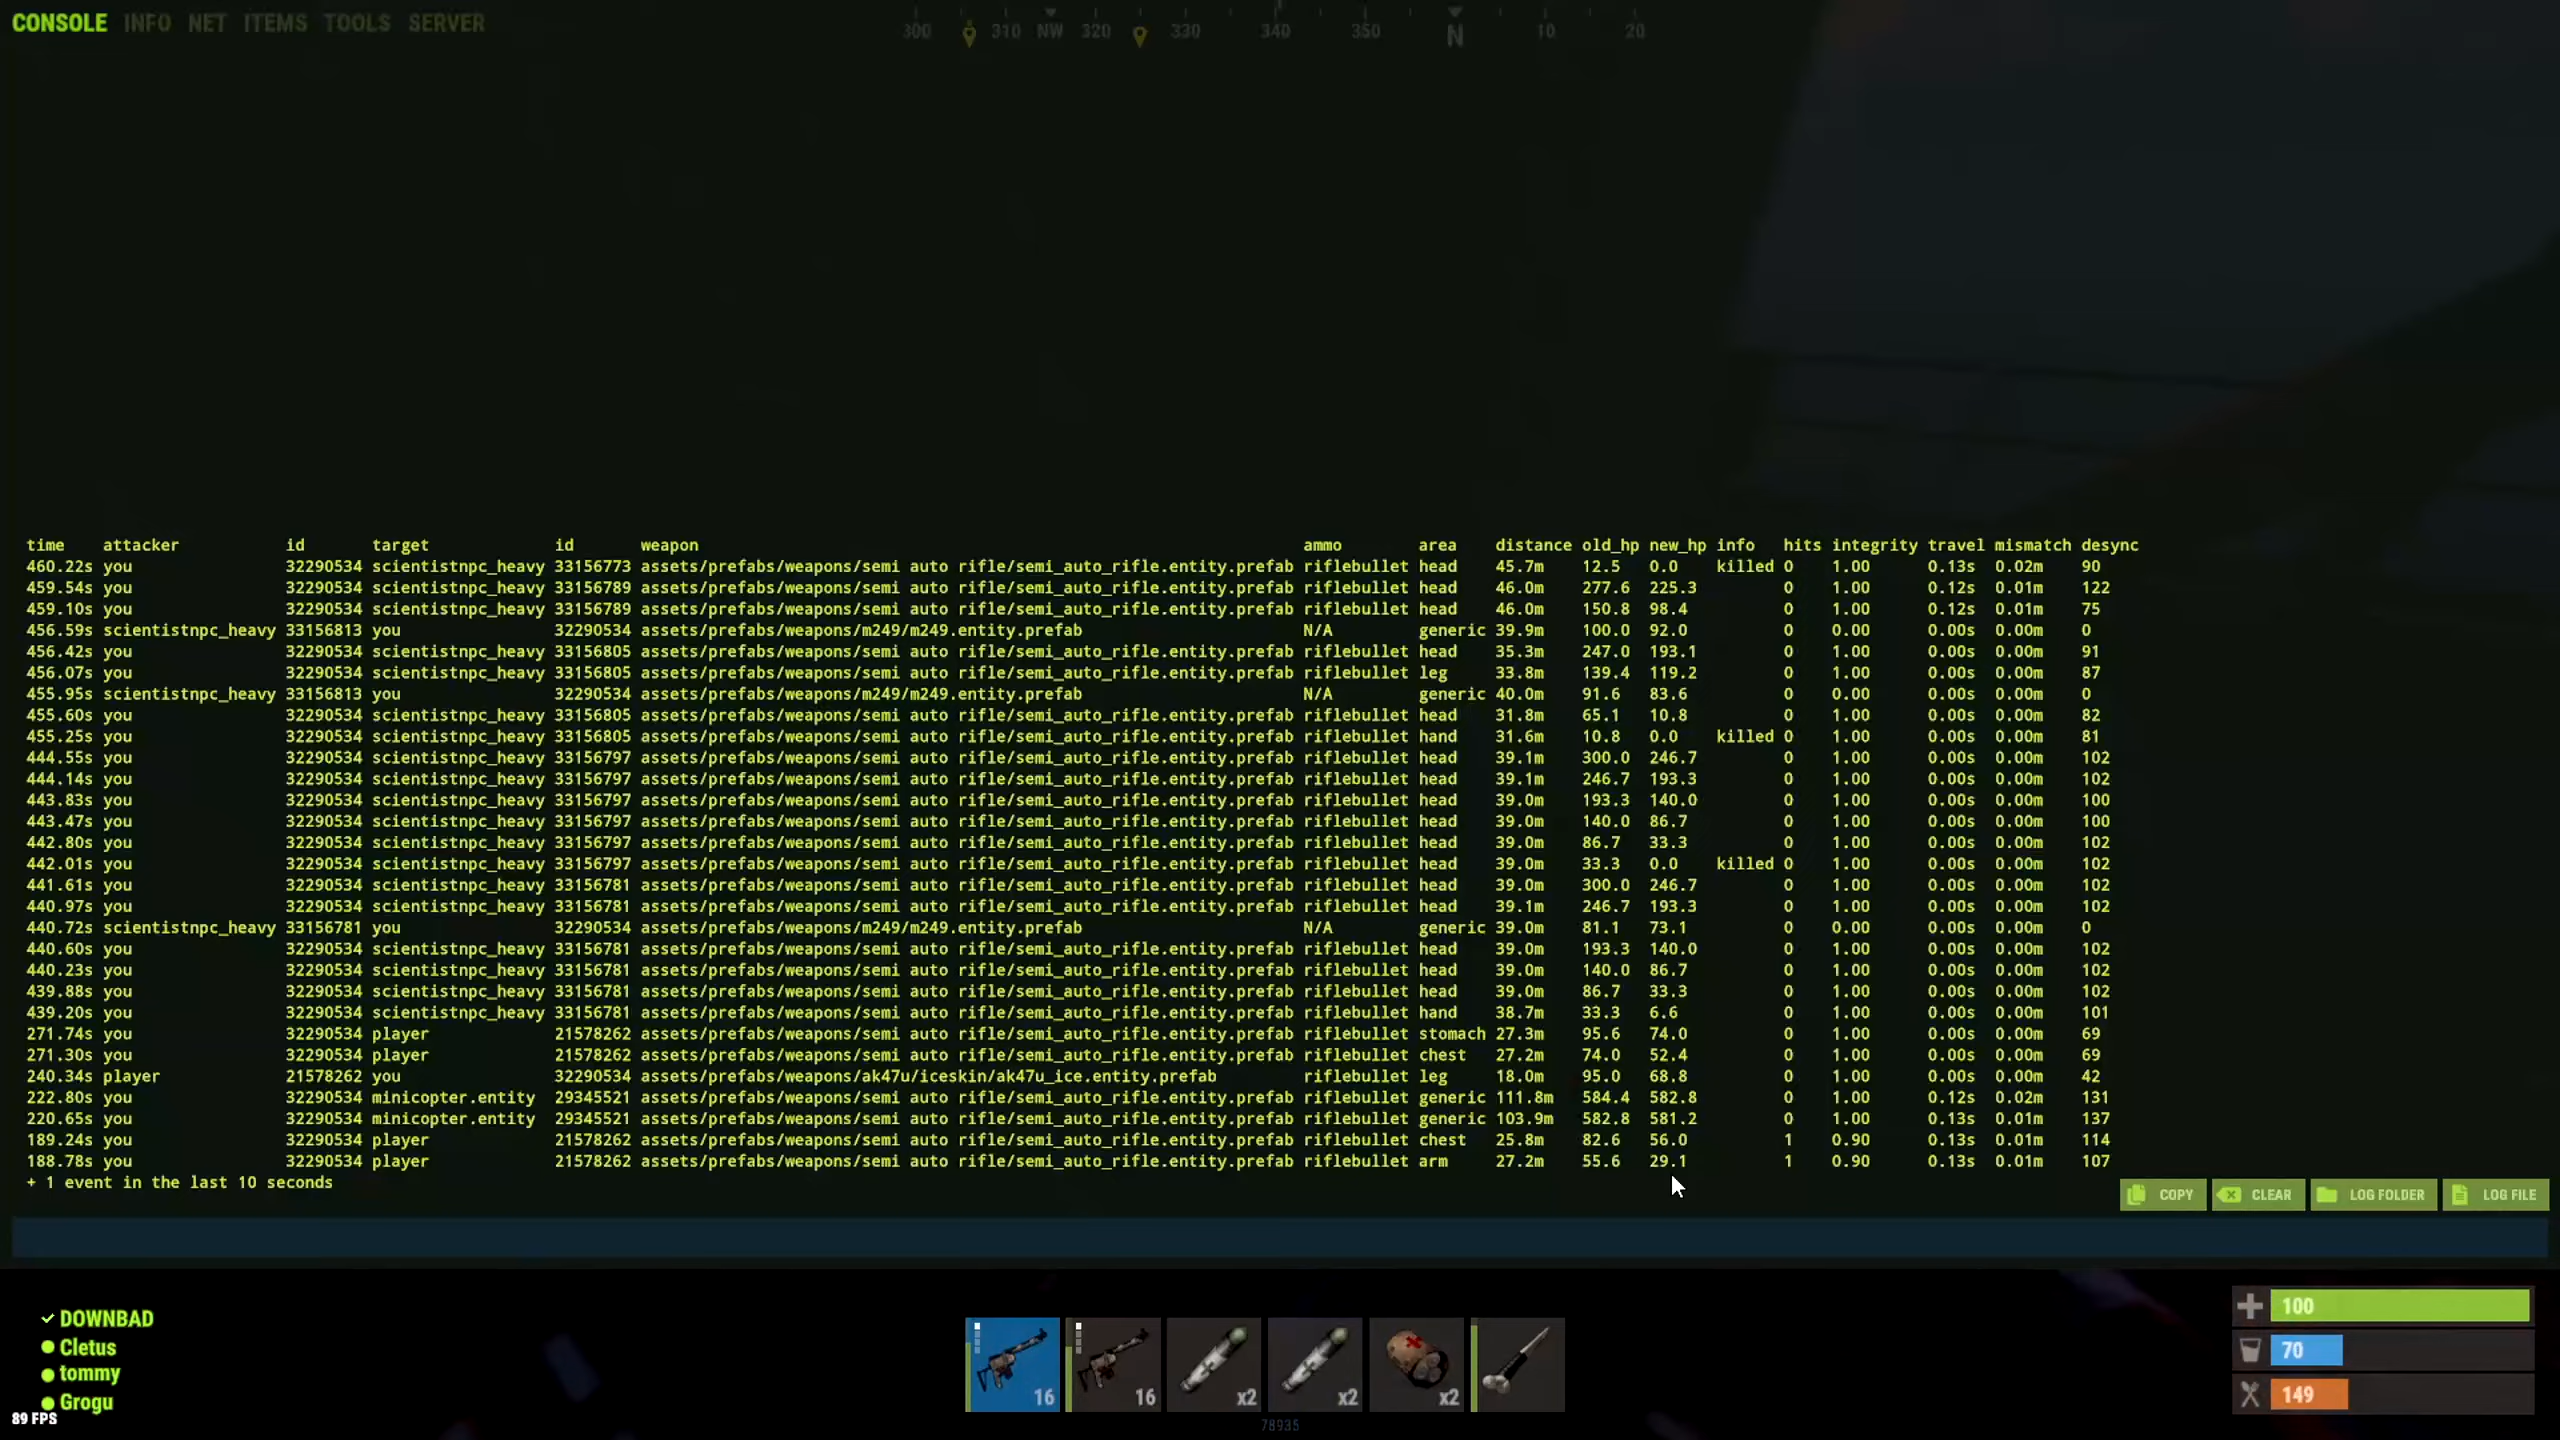 CONSOLE INFO NET ITEMS TOOLS SERVER
300 310 NW 320 330 340 350 N 10 20
time attacker id target id weapon ammo area distance old_hp new_hp info hits integrity travel mismatch desync
460.22s you 32290534 scientistnpc_heavy 33156773 assets/prefabs/weapons/semi auto rifle/semi_auto_rifle.entity.prefab riflebullet head 45.7m 12.5 0.0 killed 0 1.00 0.13s 0.02m 90
459.54s you 32290534 scientistnpc_heavy 33156789 assets/prefabs/weapons/semi auto rifle/semi_auto_rifle.entity.prefab riflebullet head 46.0m 277.6 225.3 0 1.00 0.12s 0.01m 122
459.10s you 32290534 scientistnpc_heavy 33156789 assets/prefabs/weapons/semi auto rifle/semi_auto_rifle.entity.prefab riflebullet head 46.0m 150.8 98.4 0 1.00 0.12s 0.01m 75
456.59s scientistnpc_heavy 33156813 you 32290534 assets/prefabs/weapons/m249/m249.entity.prefab N/A generic 39.9m 100.0 92.0 0 0.00 0.00s 0.00m 0
456.42s you 32290534 scientistnpc_heavy 33156805 assets/prefabs/weapons/semi auto rifle/semi_auto_rifle.entity.prefab riflebullet head 35.3m 247.0 193.1 0 1.00 0.00s 0.00m 91
456.07s you 32290534 scientistnpc_heavy 33156805 assets/prefabs/weapons/semi auto rifle/semi_auto_rifle.entity.prefab riflebullet leg 33.8m 139.4 119.2 0 1.00 0.00s 0.00m 87
455.95s scientistnpc_heavy 33156813 you 32290534 assets/prefabs/weapons/m249/m249.entity.prefab N/A generic 40.0m 91.6 83.6 0 0.00 0.00s 0.00m 0
455.60s you 32290534 scientistnpc_heavy 33156805 assets/prefabs/weapons/semi auto rifle/semi_auto_rifle.entity.prefab riflebullet head 31.8m 65.1 10.8 0 1.00 0.00s 0.00m 82
455.25s you 32290534 scientistnpc_heavy 33156805 assets/prefabs/weapons/semi auto rifle/semi_auto_rifle.entity.prefab riflebullet hand 31.6m 10.8 0.0 killed 0 1.00 0.00s 0.00m 81
444.55s you 32290534 scientistnpc_heavy 33156797 assets/prefabs/weapons/semi auto rifle/semi_auto_rifle.entity.prefab riflebullet head 39.1m 300.0 246.7 0 1.00 0.00s 0.00m 102
444.14s you 32290534 scientistnpc_heavy 33156797 assets/prefabs/weapons/semi auto rifle/semi_auto_rifle.entity.prefab riflebullet head 39.1m 246.7 193.3 0 1.00 0.00s 0.00m 102
443.83s you 32290534 scientistnpc_heavy 33156797 assets/prefabs/weapons/semi auto rifle/semi_auto_rifle.entity.prefab riflebullet head 39.0m 193.3 140.0 0 1.00 0.00s 0.00m 100
443.47s you 32290534 scientistnpc_heavy 33156797 assets/prefabs/weapons/semi auto rifle/semi_auto_rifle.entity.prefab riflebullet head 39.0m 140.0 86.7 0 1.00 0.00s 0.00m 100
442.80s you 32290534 scientistnpc_heavy 33156797 assets/prefabs/weapons/semi auto rifle/semi_auto_rifle.entity.prefab riflebullet head 39.0m 86.7 33.3 0 1.00 0.00s 0.00m 102
442.01s you 32290534 scientistnpc_heavy 33156797 assets/prefabs/weapons/semi auto rifle/semi_auto_rifle.entity.prefab riflebullet head 39.0m 33.3 0.0 killed 0 1.00 0.00s 0.00m 102
441.61s you 32290534 scientistnpc_heavy 33156781 assets/prefabs/weapons/semi auto rifle/semi_auto_rifle.entity.prefab riflebullet head 39.0m 300.0 246.7 0 1.00 0.00s 0.00m 102
440.97s you 32290534 scientistnpc_heavy 33156781 assets/prefabs/weapons/semi auto rifle/semi_auto_rifle.entity.prefab riflebullet head 39.1m 246.7 193.3 0 1.00 0.00s 0.00m 102
440.72s scientistnpc_heavy 33156781 you 32290534 assets/prefabs/weapons/m249/m249.entity.prefab N/A generic 39.0m 81.1 73.1 0 0.00 0.00s 0.00m 0
440.60s you 32290534 scientistnpc_heavy 33156781 assets/prefabs/weapons/semi auto rifle/semi_auto_rifle.entity.prefab riflebullet head 39.0m 193.3 140.0 0 1.00 0.00s 0.00m 102
440.23s you 32290534 scientistnpc_heavy 33156781 assets/prefabs/weapons/semi auto rifle/semi_auto_rifle.entity.prefab riflebullet head 39.0m 140.0 86.7 0 1.00 0.00s 0.00m 102
439.88s you 32290534 scientistnpc_heavy 33156781 assets/prefabs/weapons/semi auto rifle/semi_auto_rifle.entity.prefab riflebullet head 39.0m 86.7 33.3 0 1.00 0.00s 0.00m 102
439.20s you 32290534 scientistnpc_heavy 33156781 assets/prefabs/weapons/semi auto rifle/semi_auto_rifle.entity.prefab riflebullet hand 38.7m 33.3 6.6 0 1.00 0.00s 0.00m 101
271.74s you 32290534 player 21578262 assets/prefabs/weapons/semi auto rifle/semi_auto_rifle.entity.prefab riflebullet stomach 27.3m 95.6 74.0 0 1.00 0.00s 0.00m 69
271.30s you 32290534 player 21578262 assets/prefabs/weapons/semi auto rifle/semi_auto_rifle.entity.prefab riflebullet chest 27.2m 74.0 52.4 0 1.00 0.00s 0.00m 69
240.34s player 21578262 you 32290534 assets/prefabs/weapons/ak47u/iceskin/ak47u_ice.entity.prefab riflebullet leg 18.0m 95.0 68.8 0 1.00 0.00s 0.00m 42
222.80s you 32290534 minicopter.entity 29345521 assets/prefabs/weapons/semi auto rifle/semi_auto_rifle.entity.prefab riflebullet generic 111.8m 584.4 582.8 0 1.00 0.12s 0.02m 131
220.65s you 32290534 minicopter.entity 29345521 assets/prefabs/weapons/semi auto rifle/semi_auto_rifle.entity.prefab riflebullet generic 103.9m 582.8 581.2 0 1.00 0.00s 0.01m 137
189.24s you 32290534 player 21578262 assets/prefabs/weapons/semi auto rifle/semi_auto_rifle.entity.prefab riflebullet chest 25.8m 82.6 56.0 1 0.90 0.13s 0.01m 114
188.78s you 32290534 player 21578262 assets/prefabs/weapons/semi auto rifle/semi_auto_rifle.entity.prefab riflebullet arm 27.2m 55.6 29.1 1 0.90 0.13s 0.01m 107
+ 1 event in the last 10 seconds
COPY CLEAR LOG FOLDER LOG FILE
DOWNBAD
Cletus
tommy
Grogu
89 FPS
16 16 x2 x2 x2
78935
100
70
149